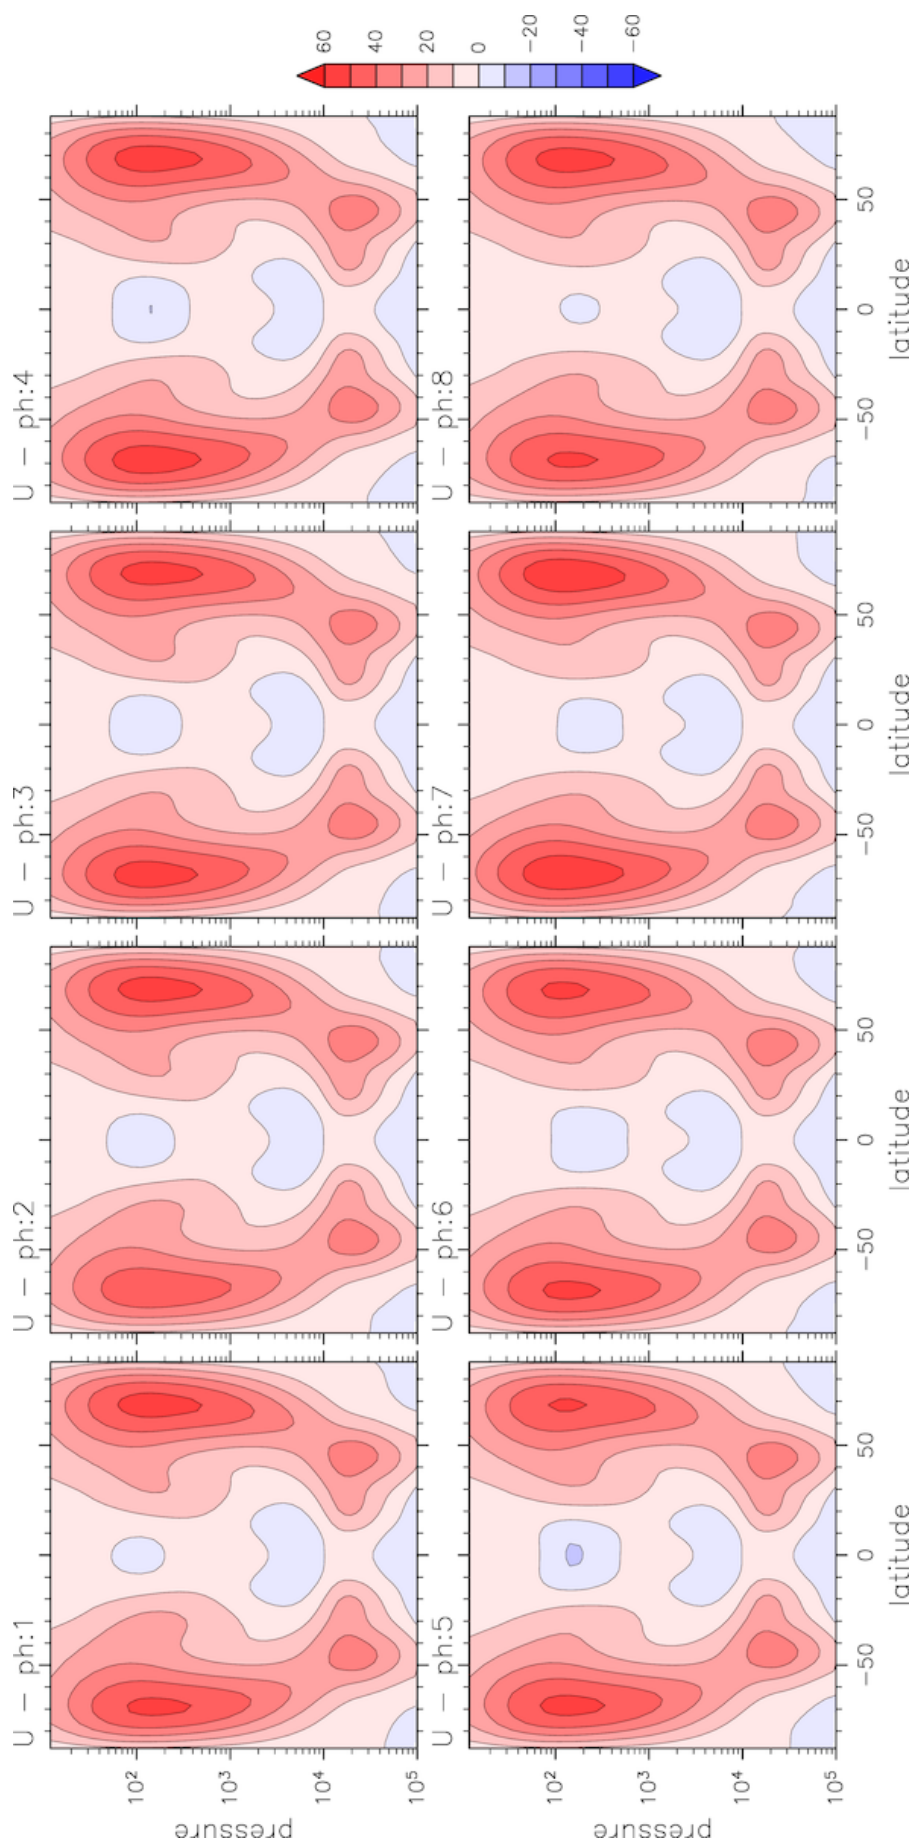 U − ph:1
U − ph:2
U − ph:3
U − ph:4
pressure
10²
10³
10⁴
10⁵
U − ph:5
U − ph:6
U − ph:7
U − ph:8
pressure
10²
10³
10⁴
10⁵
−50 0 50
−50 0 50
−50 0 50
−50 0 50
latitude
latitude
latitude
latitude
60
40
20
0
−20
−40
−60